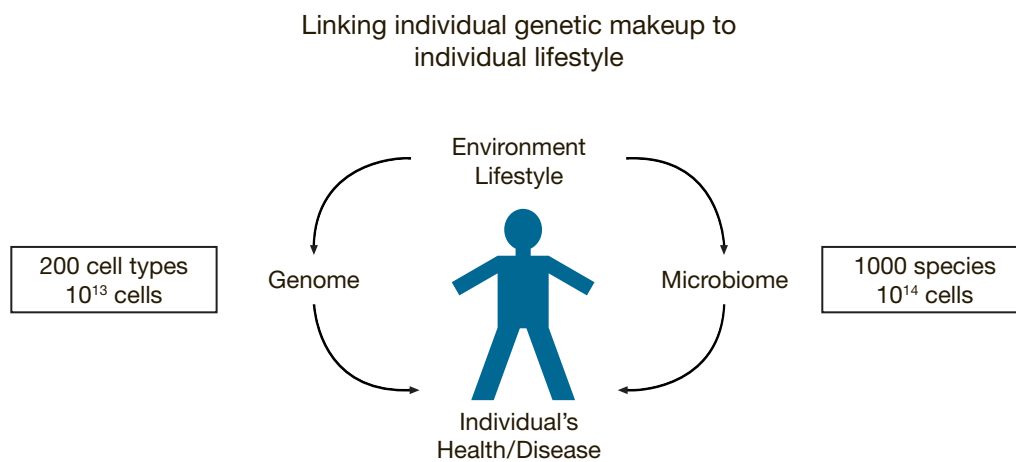 Linking individual genetic makeup to
individual lifestyle
Environment
Lifestyle
200 cell types
10¹³ cells
Genome
Microbiome
1000 species
10¹⁴ cells
Individual’s
Health/Disease